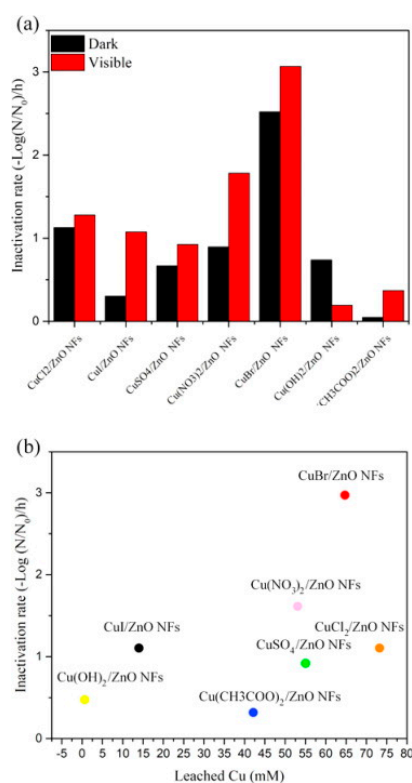 (a)
Dark
Visible
Inactivation rate (-Log(N/N₀)/h)
3
2
1
0
CuCl2/ZnO NFs
CuI/ZnO NFs
CuSO4/ZnO NFs
Cu(NO3)2/ZnO NFs
CuBr/ZnO NFs
Cu(OH)2/ZnO NFs
(CH3COO)2/ZnO NFs
(b)
Inactivation rate (-Log (N/N₀)/h)
3
2
1
0
CuBr/ZnO NFs
Cu(NO₃)₂/ZnO NFs
CuI/ZnO NFs
CuCl₂/ZnO NFs
CuSO₄/ZnO NFs
Cu(OH)₂/ZnO NFs
Cu(CH3COO)₂/ZnO NFs
-5 0 5 10 15 20 25 30 35 40 45 50 55 60 65 70 75 80
Leached Cu (mM)